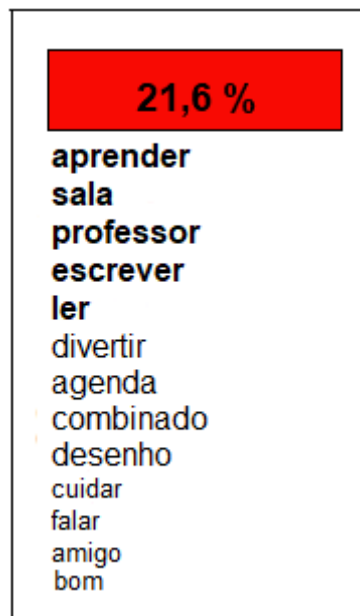 21,6 %
aprender
sala
professor
escrever
ler
divertir
agenda
combinado
desenho
cuidar
falar
amigo
bom